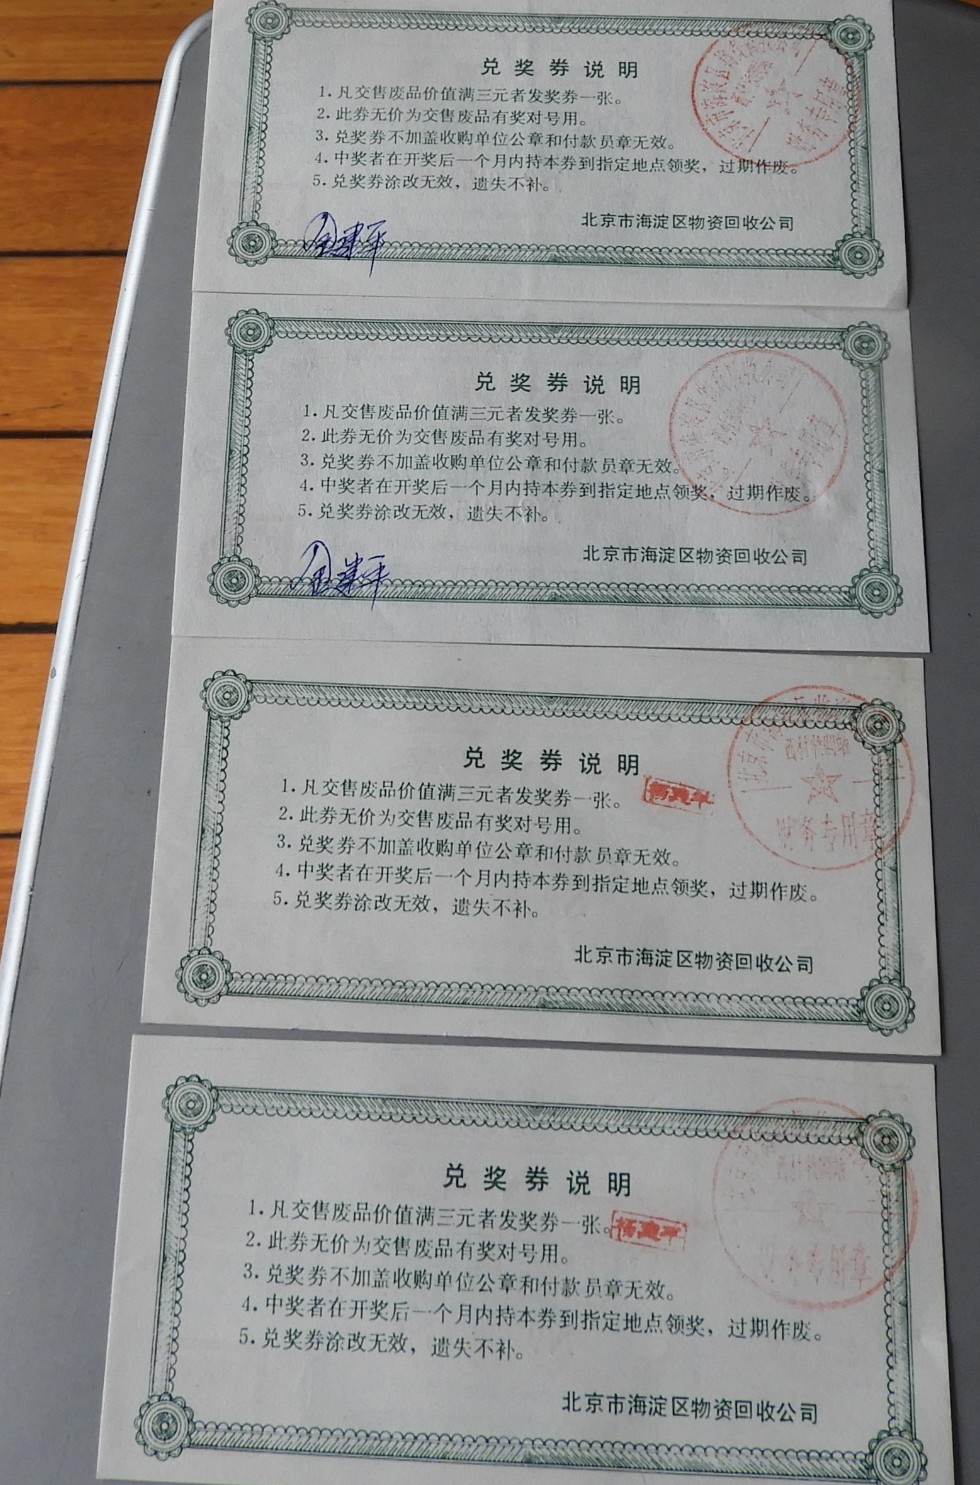 兑奖券说明
1.凡交售废品价值满三元者发奖券一张。
2.此券无价为交售废品有奖对号用。
3.兑奖券不加盖收购单位公章和付款员章无效。
4.中奖者在开奖后一个月内持本券到指定地点领奖，过期作废。
5.兑奖券涂改无效，遗失不补。
北京市海淀区物资回收公司
兑奖券说明
1.凡交售废品价值满三元者发奖券一张。
2.此券无价为交售废品有奖对号用。
3.兑奖券不加盖收购单位公章和付款员章无效。
4.中奖者在开奖后一个月内持本券到指定地点领奖，过期作废。
5.兑奖券涂改无效，遗失不补。
北京市海淀区物资回收公司
兑奖券说明
1.凡交售废品价值满三元者发奖券一张。
2.此券无价为交售废品有奖对号用。
3.兑奖券不加盖收购单位公章和付款员章无效。
4.中奖者在开奖后一个月内持本券到指定地点领奖，过期作废。
5.兑奖券涂改无效，遗失不补。
北京市海淀区物资回收公司
财务专用章
兑奖券说明
1.凡交售废品价值满三元者发奖券一张。
2.此券无价为交售废品有奖对号用。
3.兑奖券不加盖收购单位公章和付款员章无效。
4.中奖者在开奖后一个月内持本券到指定地点领奖，过期作废。
5.兑奖券涂改无效，遗失不补。
北京市海淀区物资回收公司
杨建平